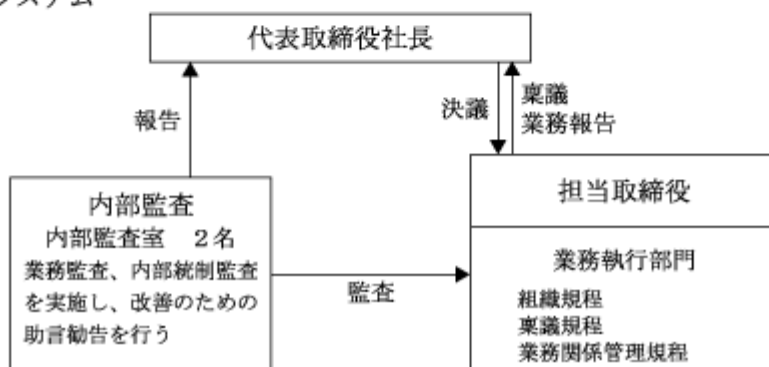 システム
代表取締役社長
報告
決議
稟議
業務報告
内部監査
内部監査室　２名
業務監査、内部統制監査
を実施し、改善のための
助言勧告を行う
監査
担当取締役
業務執行部門
組織規程
稟議規程
業務関係管理規程